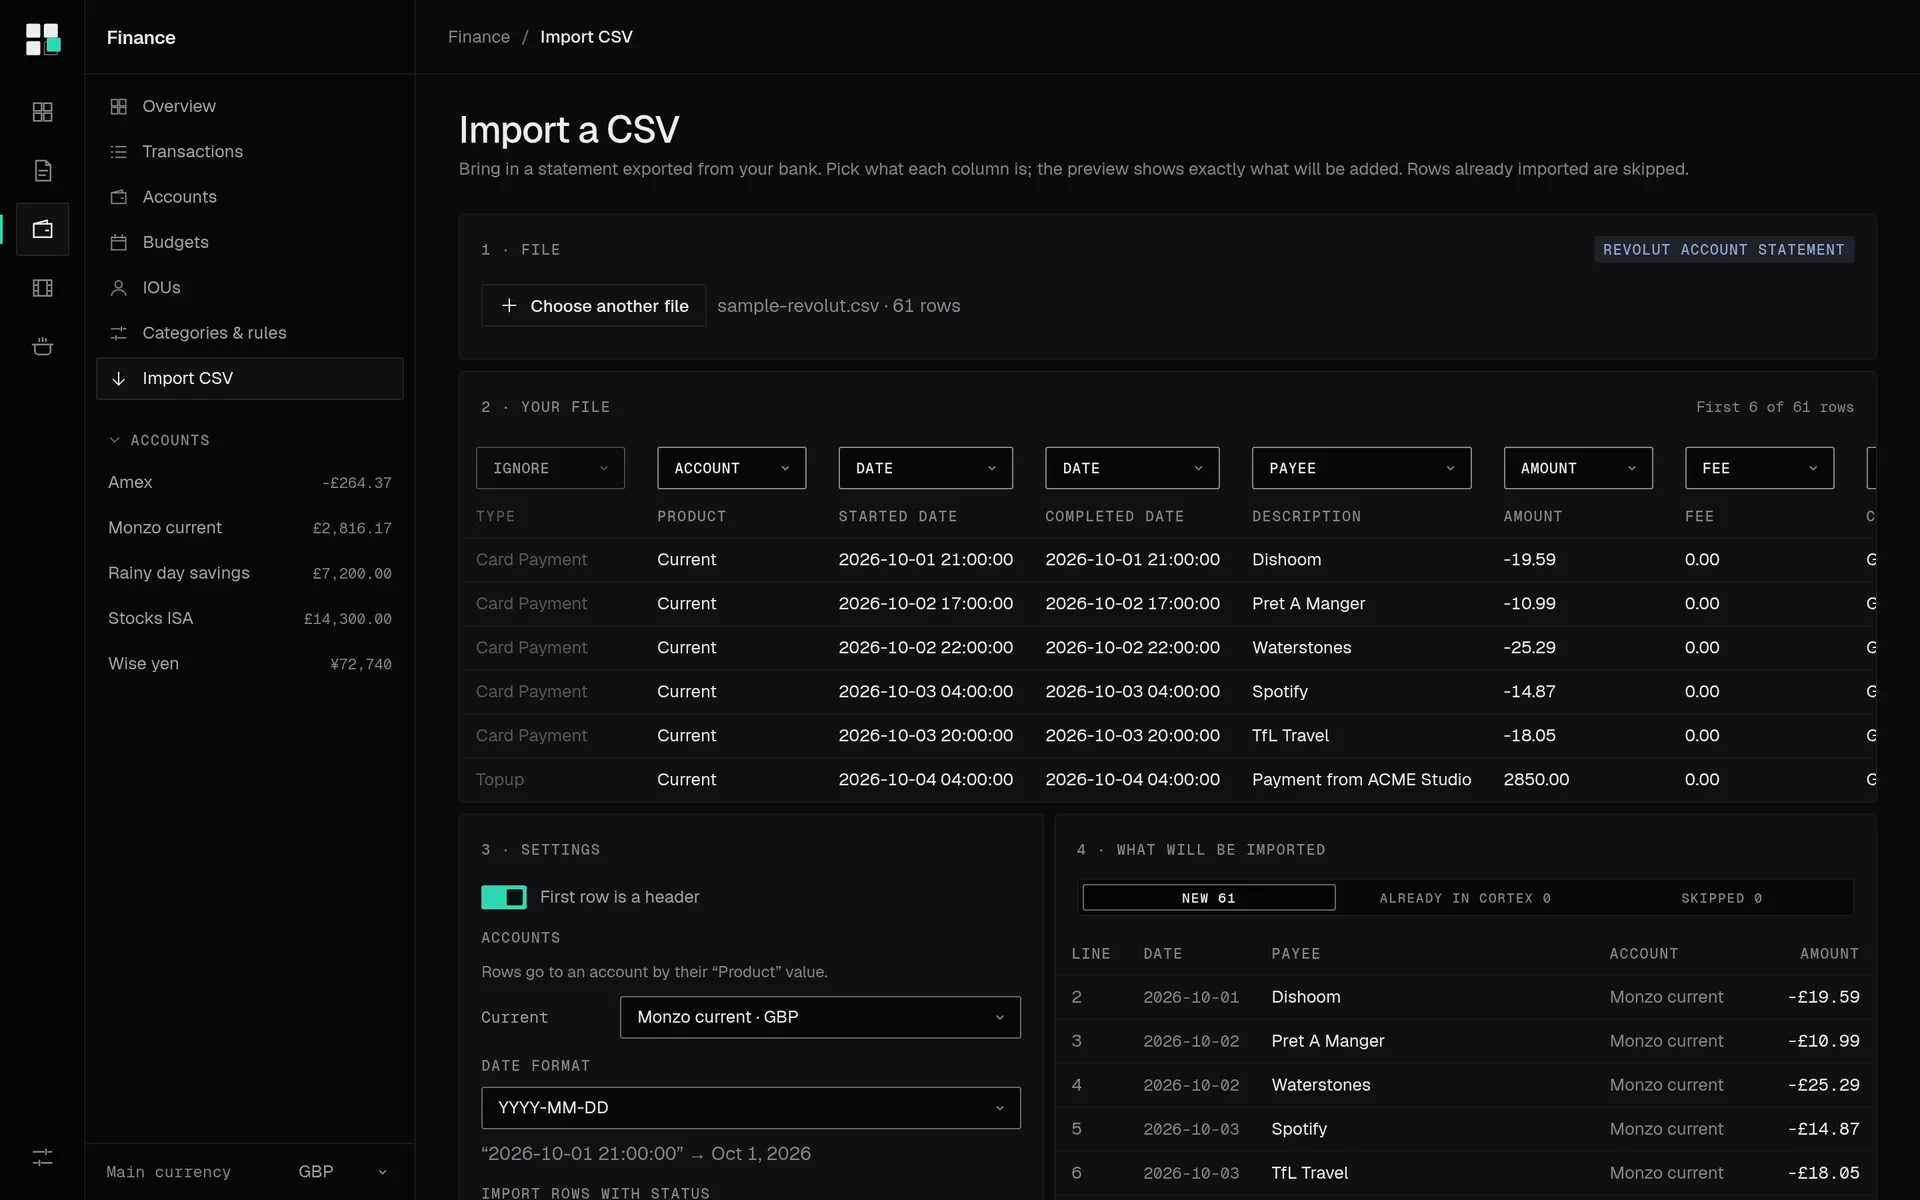 Finance
Finance / Import CSV
Overview
Transactions
Accounts
Budgets
IOUs
Categories & rules
Import CSV
ACCOUNTS
Amex -£264.37
Monzo current £2,816.17
Rainy day savings £7,200.00
Stocks ISA £14,300.00
Wise yen ¥72,740
Main currency GBP
Import a CSV
Bring in a statement exported from your bank. Pick what each column is; the preview shows exactly what will be added. Rows already imported are skipped.
1 · FILE
REVOLUT ACCOUNT STATEMENT
Choose another file sample-revolut.csv · 61 rows
2 · YOUR FILE
First 6 of 61 rows
IGNORE ACCOUNT DATE DATE PAYEE AMOUNT FEE
TYPE PRODUCT STARTED DATE COMPLETED DATE DESCRIPTION AMOUNT FEE
Card Payment Current 2026-10-01 21:00:00 2026-10-01 21:00:00 Dishoom -19.59 0.00
Card Payment Current 2026-10-02 17:00:00 2026-10-02 17:00:00 Pret A Manger -10.99 0.00
Card Payment Current 2026-10-02 22:00:00 2026-10-02 22:00:00 Waterstones -25.29 0.00
Card Payment Current 2026-10-03 04:00:00 2026-10-03 04:00:00 Spotify -14.87 0.00
Card Payment Current 2026-10-03 20:00:00 2026-10-03 20:00:00 TfL Travel -18.05 0.00
Topup Current 2026-10-04 04:00:00 2026-10-04 04:00:00 Payment from ACME Studio 2850.00 0.00
3 · SETTINGS
First row is a header
ACCOUNTS
Rows go to an account by their “Product” value.
Current Monzo current · GBP
DATE FORMAT
YYYY-MM-DD
“2026-10-01 21:00:00” → Oct 1, 2026
IMPORT ROWS WITH STATUS
4 · WHAT WILL BE IMPORTED
NEW 61 ALREADY IN CORTEX 0 SKIPPED 0
LINE DATE PAYEE ACCOUNT AMOUNT
2 2026-10-01 Dishoom Monzo current -£19.59
3 2026-10-02 Pret A Manger Monzo current -£10.99
4 2026-10-02 Waterstones Monzo current -£25.29
5 2026-10-03 Spotify Monzo current -£14.87
6 2026-10-03 TfL Travel Monzo current -£18.05